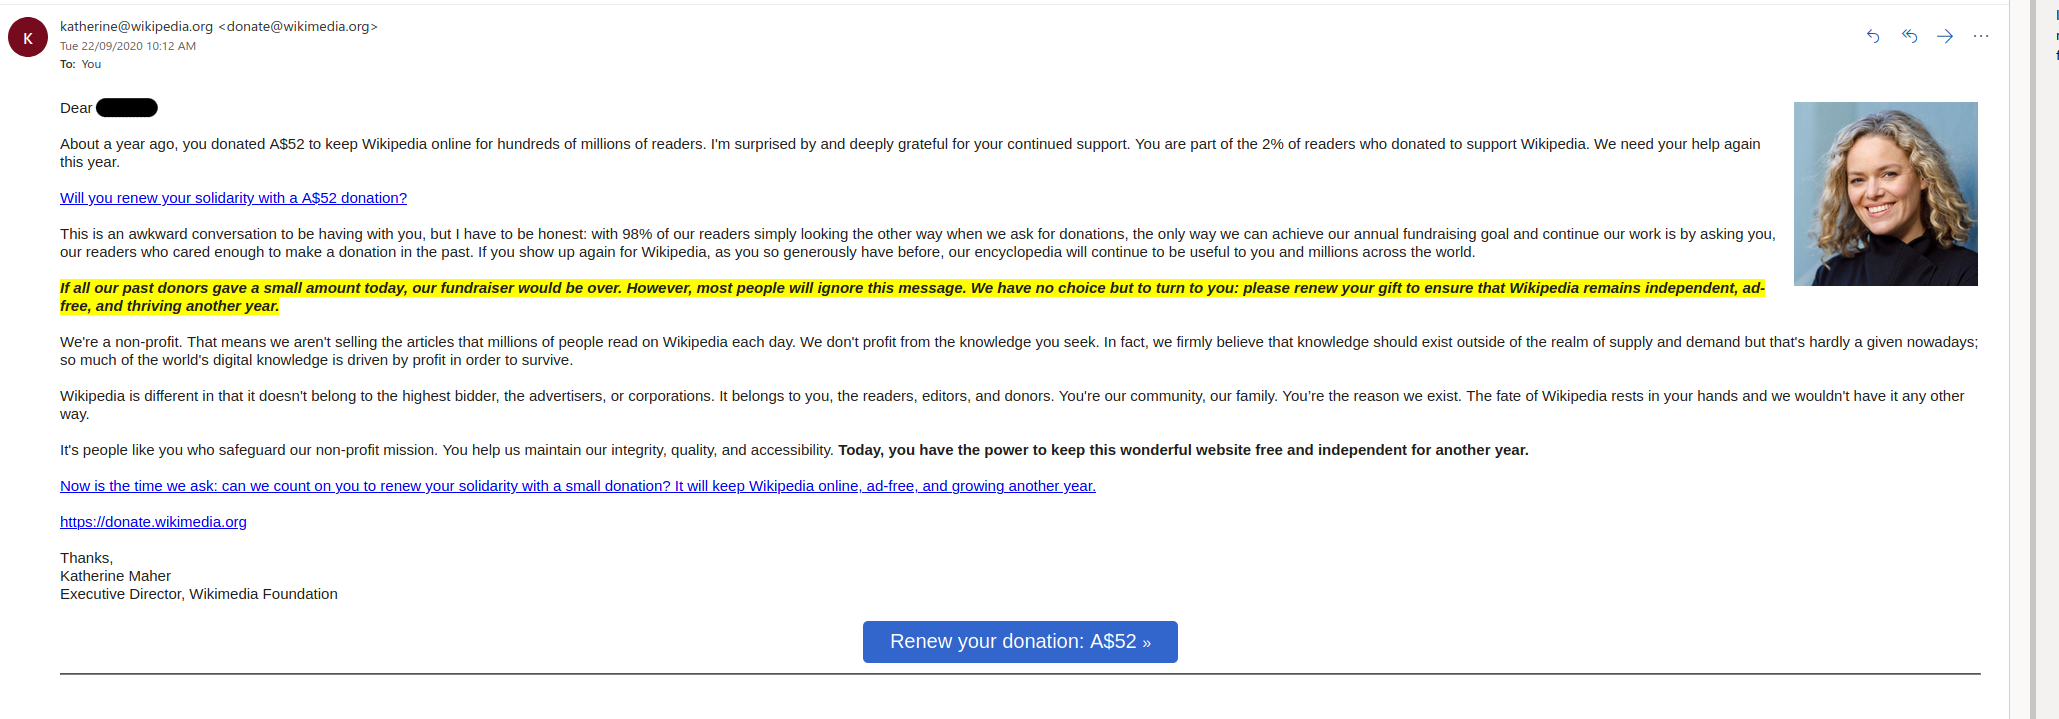 K
katherine@wikipedia.org <donate@wikimedia.org>
Tue 22/09/2020 10:12 AM
To: You
Dear
About a year ago, you donated A$52 to keep Wikipedia online for hundreds of millions of readers. I'm surprised by and deeply grateful for your continued support. You are part of the 2% of readers who donated to support Wikipedia. We need your help again
this year.
Will you renew your solidarity with a A$52 donation?
This is an awkward conversation to be having with you, but I have to be honest: with 98% of our readers simply looking the other way when we ask for donations, the only way we can achieve our annual fundraising goal and continue our work is by asking you,
our readers who cared enough to make a donation in the past. If you show up again for Wikipedia, as you so generously have before, our encyclopedia will continue to be useful to you and millions across the world.
If all our past donors gave a small amount today, our fundraiser would be over. However, most people will ignore this message. We have no choice but to turn to you: please renew your gift to ensure that Wikipedia remains independent, ad-
free, and thriving another year.
We're a non-profit. That means we aren't selling the articles that millions of people read on Wikipedia each day. We don't profit from the knowledge you seek. In fact, we firmly believe that knowledge should exist outside of the realm of supply and demand but that's hardly a given nowadays;
so much of the world's digital knowledge is driven by profit in order to survive.
Wikipedia is different in that it doesn't belong to the highest bidder, the advertisers, or corporations. It belongs to you, the readers, editors, and donors. You're our community, our family. You're the reason we exist. The fate of Wikipedia rests in your hands and we wouldn't have it any other
way.
It's people like you who safeguard our non-profit mission. You help us maintain our integrity, quality, and accessibility. Today, you have the power to keep this wonderful website free and independent for another year.
Now is the time we ask: can we count on you to renew your solidarity with a small donation? It will keep Wikipedia online, ad-free, and growing another year.
https://donate.wikimedia.org
Thanks,
Katherine Maher
Executive Director, Wikimedia Foundation
Renew your donation: A$52 »